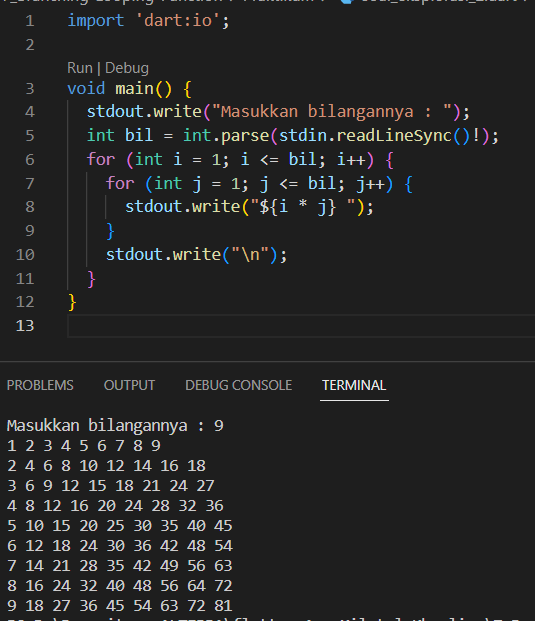 1 import 'dart:io';
2
Run | Debug
3 void main() {
4 stdout.write("Masukkan bilangannya : ");
5 int bil = int.parse(stdin.readLineSync()!);
6 for (int i = 1; i <= bil; i++) {
7 for (int j = 1; j <= bil; j++) {
8 stdout.write("${i * j} ");
9 }
10 stdout.write("\n");
11 }
12 }
13
PROBLEMS OUTPUT DEBUG CONSOLE TERMINAL
Masukkan bilangannya : 9
1 2 3 4 5 6 7 8 9
2 4 6 8 10 12 14 16 18
3 6 9 12 15 18 21 24 27
4 8 12 16 20 24 28 32 36
5 10 15 20 25 30 35 40 45
6 12 18 24 30 36 42 48 54
7 14 21 28 35 42 49 56 63
8 16 24 32 40 48 56 64 72
9 18 27 36 45 54 63 72 81